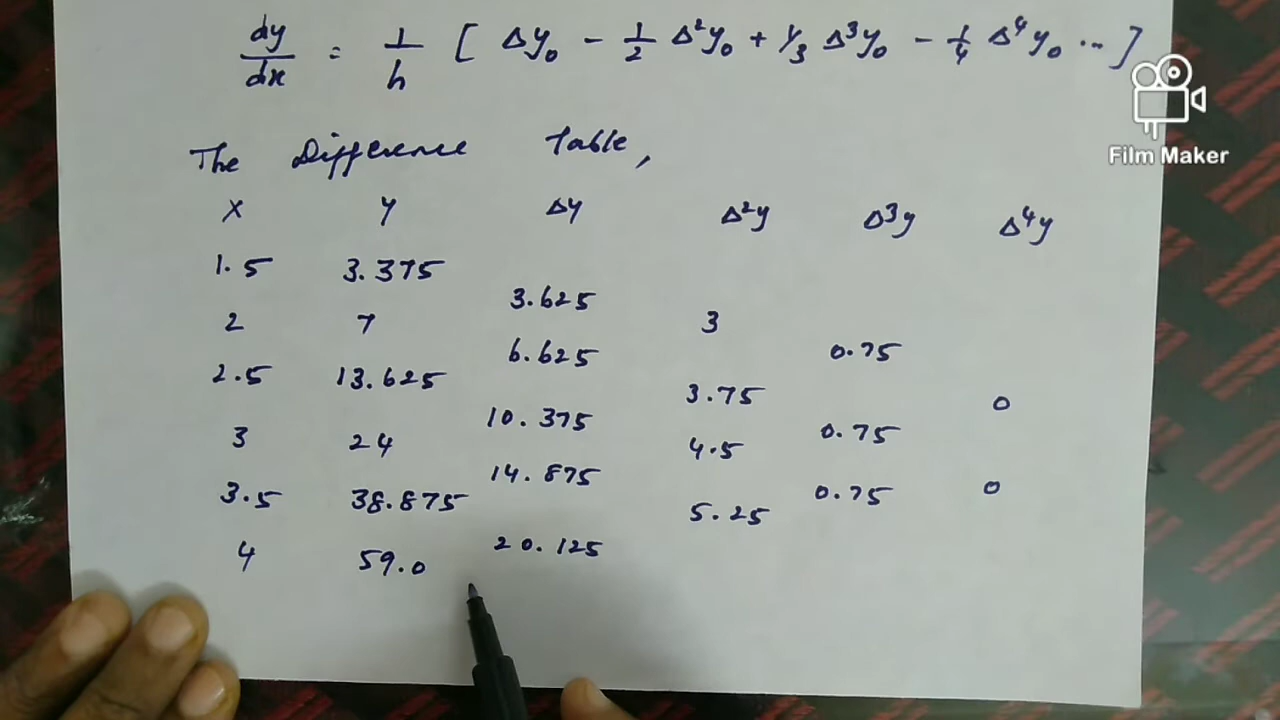 dy/dx = 1/h [ Δy₀ - 1/2 Δ²y₀ + 1/3 Δ³y₀ - 1/4 Δ⁴y₀ ... ]
Film Maker
The Difference Table,
x y Δy Δ²y Δ³y Δ⁴y
1.5 3.375
3.625
2 7 3
6.625 0.75
2.5 13.625
3.75 0
10.375
3 24 4.5 0.75
14.875
3.5 38.875 0.75 0
5.25
20.125
4 59.0